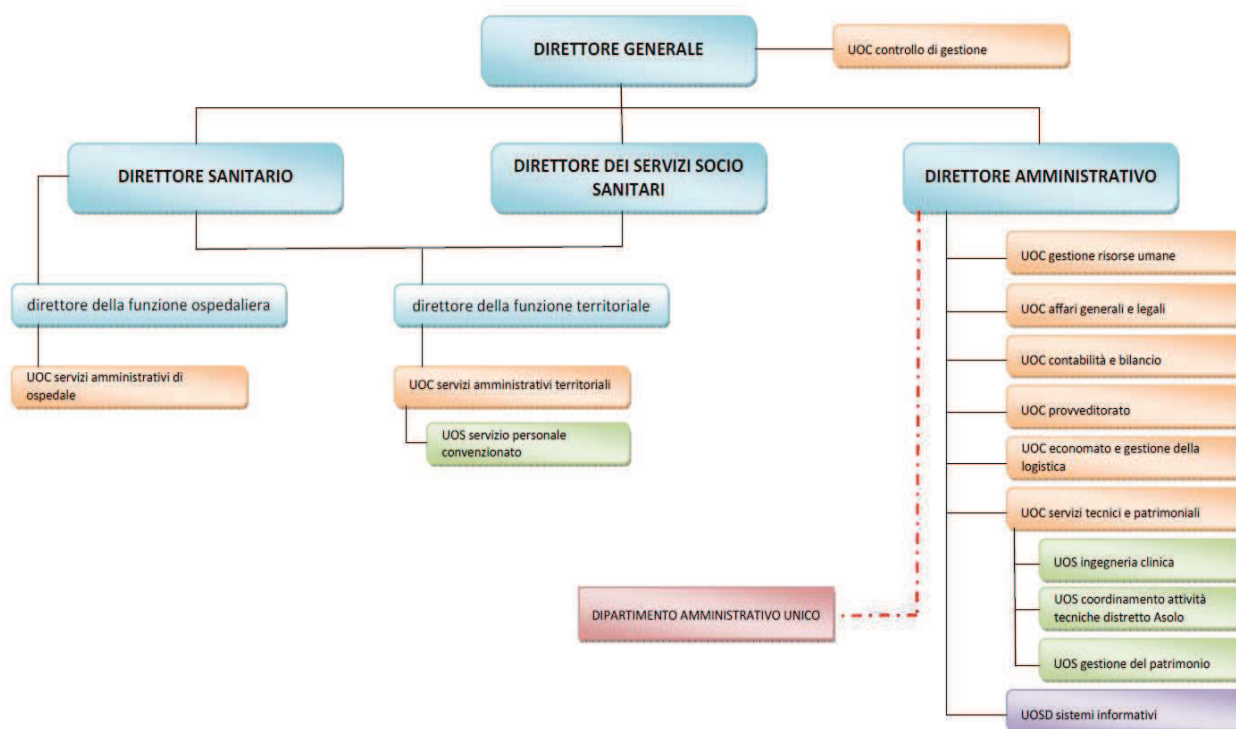 DIRETTORE GENERALE
UOC controllo di gestione
DIRETTORE SANITARIO
DIRETTORE DEI SERVIZI SOCIO
SANITARI
DIRETTORE AMMINISTRATIVO
direttore della funzione ospedaliera
direttore della funzione territoriale
UOC servizi amministrativi di
ospedale
UOC servizi amministrativi territoriali
UOS servizio personale
convenzionato
UOC gestione risorse umane
UOC affari generali e legali
UOC contabilità e bilancio
UOC provveditorato
UOC economato e gestione della
logistica
UOC servizi tecnici e patrimoniali
UOS ingegneria clinica
UOS coordinamento attività
tecniche distretto Asolo
UOS gestione del patrimonio
UOSD sistemi informativi
DIPARTIMENTO AMMINISTRATIVO UNICO